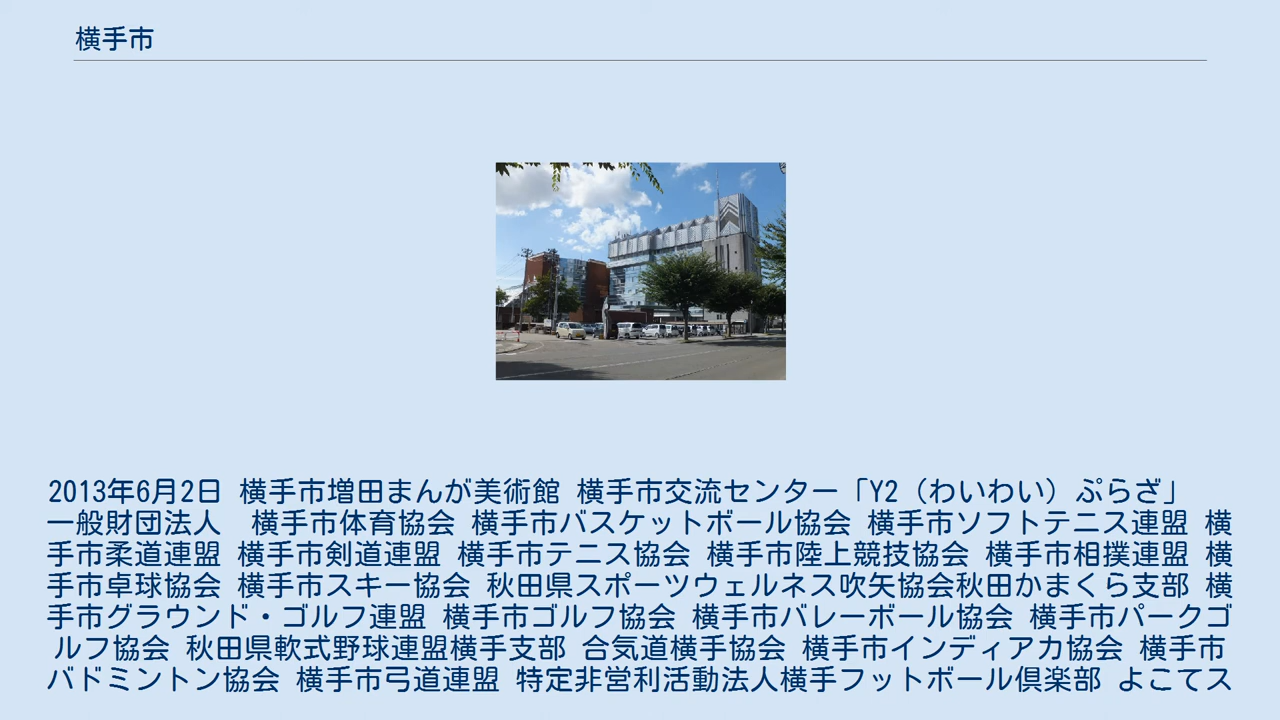 横手市
2013年6月2日 横手市増田まんが美術館 横手市交流センター「Y2（わいわい）ぷらざ」
一般財団法人　横手市体育協会 横手市バスケットボール協会 横手市ソフトテニス連盟 横
手市柔道連盟 横手市剣道連盟 横手市テニス協会 横手市陸上競技協会 横手市相撲連盟 横
手市卓球協会 横手市スキー協会 秋田県スポーツウェルネス吹矢協会秋田かまくら支部 横
手市グラウンド・ゴルフ連盟 横手市ゴルフ協会 横手市バレーボール協会 横手市パークゴ
ルフ協会 秋田県軟式野球連盟横手支部 合気道横手協会 横手市インディアカ協会 横手市
バドミントン協会 横手市弓道連盟 特定非営利活動法人横手フットボール倶楽部 よこてス